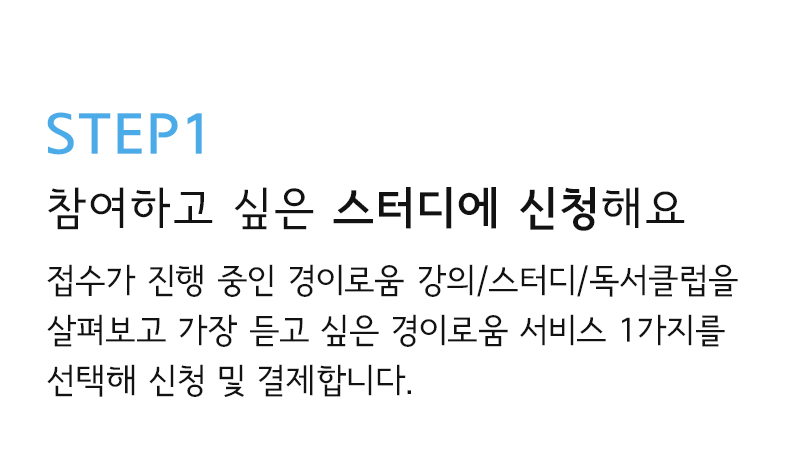 STEP1
참여하고 싶은 스터디에 신청해요
접수가 진행 중인 경이로움 강의/스터디/독서클럽을
살펴보고 가장 듣고 싶은 경이로움 서비스 1가지를
선택해 신청 및 결제합니다.